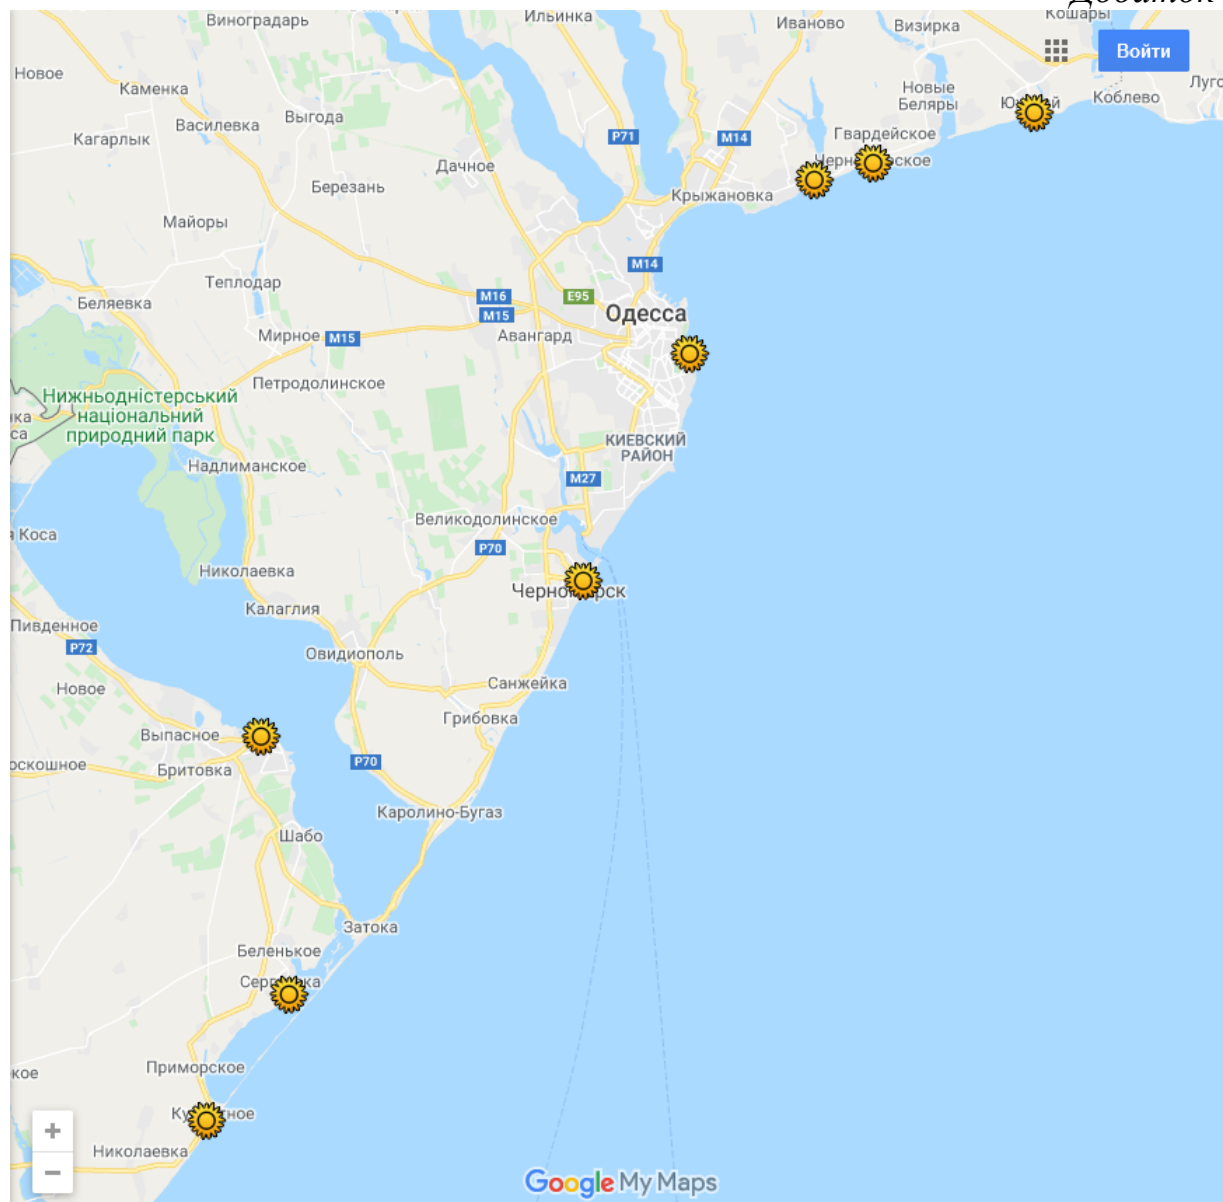 Додаток
Виноградарь
Ильинка
Иваново
Визирка
Кошары
Войти
Новое
Каменка
Новые
Беляры
Коблево
Выгода
Василевка
P71
M14
Гвардейское
Кагарлык
Дачное
Березань
Крыжановка
Майоры
M14
Теплодар
Беляевка
M16
E95
M15
Одесса
Мирное
M15
Авангард
Петродолинское
Нижньодністерський
національний
природний парк
КИЕВСКИЙ
РАЙОН
Надлиманское
M27
Великодолинское
Коса
P70
Николаевка
Калаглия
Пивденное
P72
Овидиополь
Новое
Санжейка
Грибовка
Выпасное
P70
Бритовка
Каролино-Бугаз
Шабо
Затока
Беленькое
Приморское
Николаевка
+
−
Google My Maps